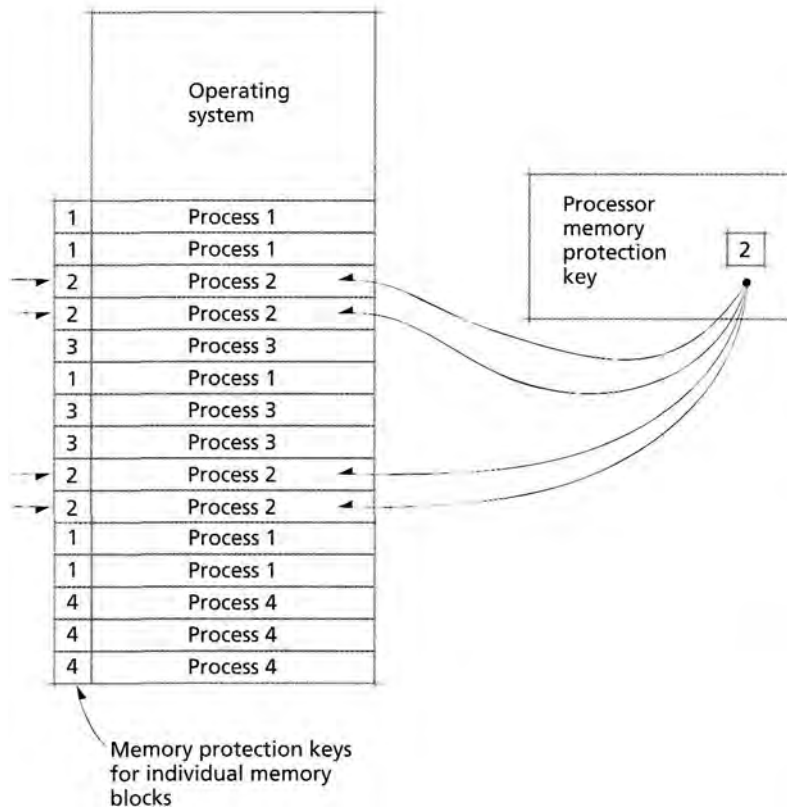 Operating
system
Processor
memory
protection
key
2
1 Process 1
1 Process 1
2 Process 2
2 Process 2
3 Process 3
1 Process 1
3 Process 3
3 Process 3
2 Process 2
2 Process 2
1 Process 1
1 Process 1
4 Process 4
4 Process 4
4 Process 4
Memory protection keys
for individual memory
blocks